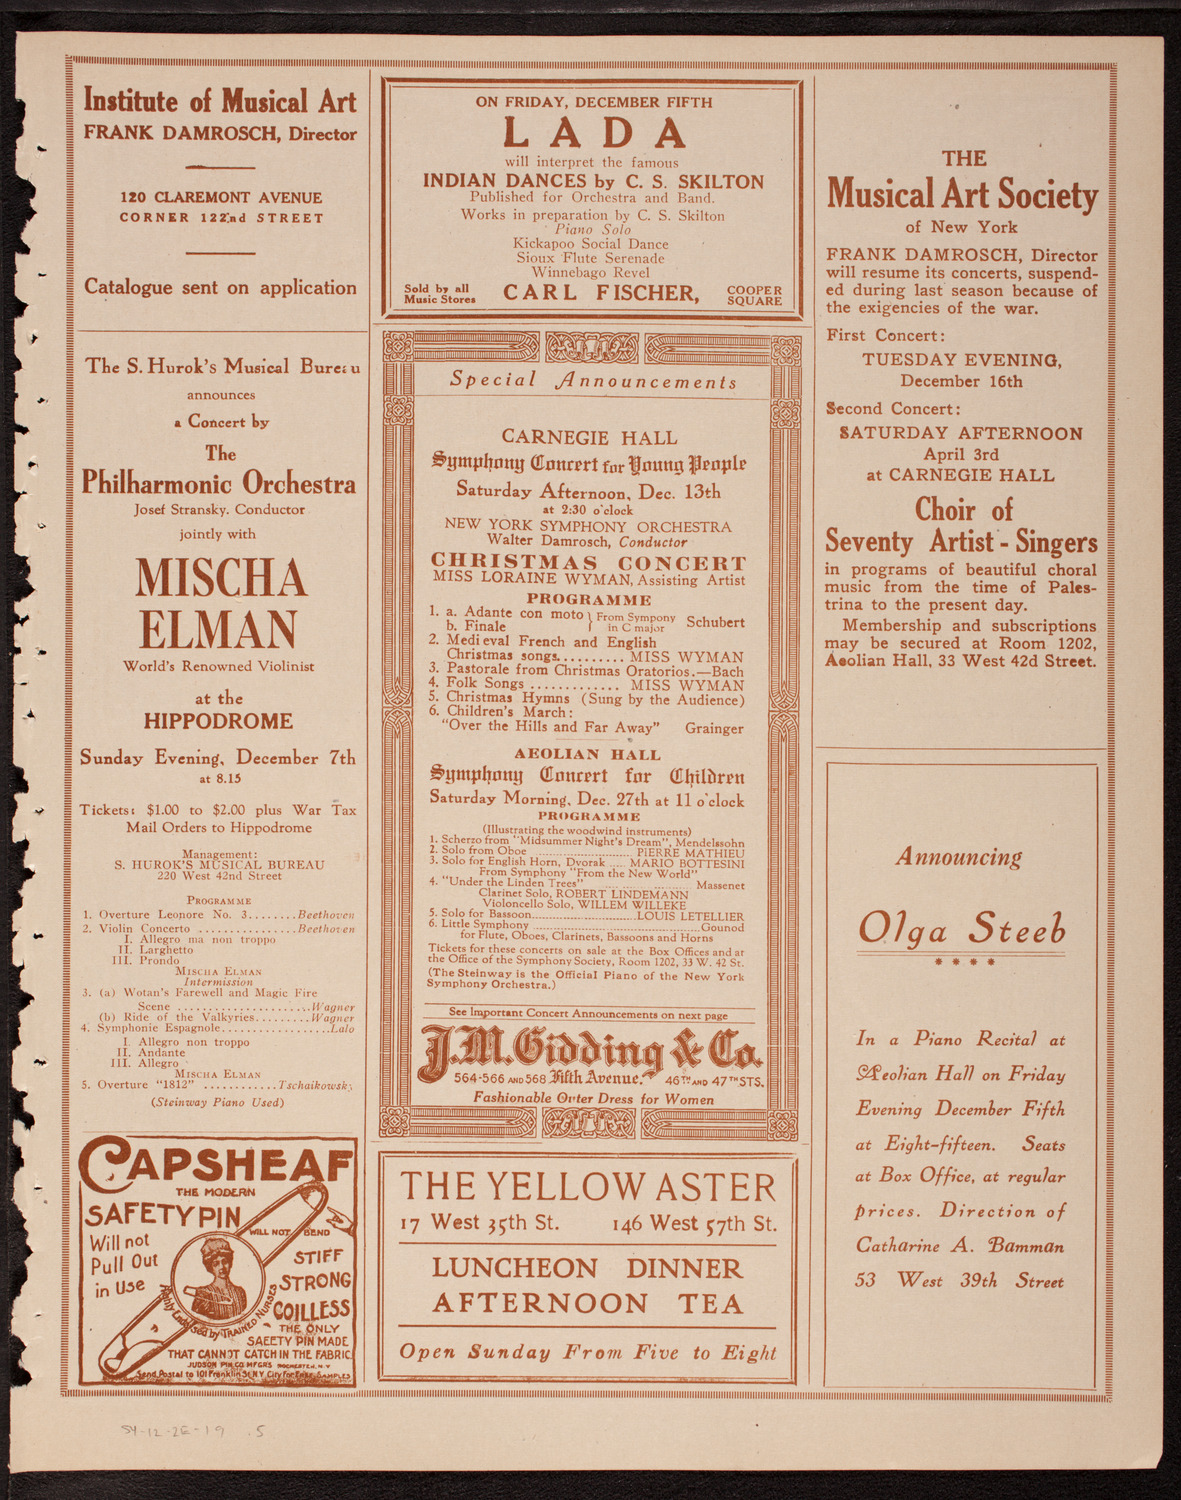 Institute of Musical Art
FRANK DAMROSCH, Director
120 CLAREMONT AVENUE
CORNER 122nd STREET
Catalogue sent on application
The S. Hurok's Musical Bureau
announces
a Concert by
The
Philharmonic Orchestra
Josef Stransky. Conductor
jointly with
MISCHA
ELMAN
World's Renowned Violinist
at the
HIPPODROME
Sunday Evening, December 7th
at 8.15
Tickets: $1.00 to $2.00 plus War Tax
Mail Orders to Hippodrome
Management:
S. HUROK'S MUSICAL BUREAU
220 West 42nd Street
PROGRAMME
1. Overture Leonore No. 3........Beethoven
2. Violin Concerto ................Beethoven
I. Allegro ma non troppo
II. Larghetto
III. Prondo
MISCHA ELMAN
Intermission
3. (a) Wotan's Farewell and Magic Fire
Scene ......................Wagner
(b) Ride of the Valkyries.........Wagner
4. Symphonie Espagnole.................Lalo
I. Allegro non troppo
II. Andante
III. Allegro
MISCHA ELMAN
5. Overture "1812" ............Tschaikowsky
(Steinway Piano Used)
CAPSHEAF
THE MODERN
SAFETY PIN
WILL NOT BEND
Will not
Pull Out
in Use
STIFF
STRONG
COILLESS
Highly Endorsed by TRAINED NURSES
THE ONLY
SAFETY PIN MADE
THAT CANNOT CATCH IN THE FABRIC
JUDSON PIN CO. MFGRS ROCHESTER, N.Y.
Send Postal to 101 Franklin St. N.Y. City for Free SAMPLES
ON FRIDAY, DECEMBER FIFTH
LADA
will interpret the famous
INDIAN DANCES by C. S. SKILTON
Published for Orchestra and Band.
Works in preparation by C. S. Skilton
Piano Solo
Kickapoo Social Dance
Sioux Flute Serenade
Winnebago Revel
Sold by all
Music Stores
CARL FISCHER,
COOPER
SQUARE
Special Announcements
CARNEGIE HALL
Symphony Concert for Young People
Saturday Afternoon, Dec. 13th
at 2:30 o'clock
NEW YORK SYMPHONY ORCHESTRA
Walter Damrosch, Conductor
CHRISTMAS CONCERT
MISS LORAINE WYMAN, Assisting Artist
PROGRAMME
1. a. Adante con moto } From Sympony
b. Finale } in C major Schubert
2. Medieval French and English
Christmas songs.......... MISS WYMAN
3. Pastorale from Christmas Oratorios.—Bach
4. Folk Songs ............. MISS WYMAN
5. Christmas Hymns (Sung by the Audience)
6. Children's March:
"Over the Hills and Far Away" Grainger
AEOLIAN HALL
Symphony Concert for Children
Saturday Morning, Dec. 27th at 11 o'clock
PROGRAMME
(Illustrating the woodwind instruments)
1. Scherzo from "Midsummer Night's Dream", Mendelssohn
2. Solo from Oboe ............................ PIERRE MATHIEU
3. Solo for English Horn, Dvorak ..... MARIO BOTTESINI
From Symphony "From the New World"
4. "Under the Linden Trees" ............................ Massenet
Clarinet Solo, ROBERT LINDEMANN
Violoncello Solo, WILLEM WILLEKE
5. Solo for Bassoon..............................LOUIS LETELLIER
6. Little Symphony ................................................Gounod
for Flute, Oboes, Clarinets, Bassoons and Horns
Tickets for these concerts on sale at the Box Offices and at
the Office of the Symphony Society, Room 1202, 33 W. 42 St.
(The Steinway is the Official Piano of the New York
Symphony Orchestra.)
See Important Concert Announcements on next page
J.M. Gidding & Co.
564-566 AND 568 Fifth Avenue. 46TH AND 47TH STS.
Fashionable Outer Dress for Women
THE YELLOW ASTER
17 West 35th St. 146 West 57th St.
LUNCHEON DINNER
AFTERNOON TEA
Open Sunday From Five to Eight
THE
Musical Art Society
of New York
FRANK DAMROSCH, Director
will resume its concerts, suspend-
ed during last season because of
the exigencies of the war.
First Concert:
TUESDAY EVENING,
December 16th
Second Concert:
SATURDAY AFTERNOON
April 3rd
at CARNEGIE HALL
Choir of
Seventy Artist-Singers
in programs of beautiful choral
music from the time of Pales-
trina to the present day.
Membership and subscriptions
may be secured at Room 1202,
Aeolian Hall, 33 West 42d Street.
Announcing
Olga Steeb
* * * *
In a Piano Recital at
Aeolian Hall on Friday
Evening December Fifth
at Eight-fifteen. Seats
at Box Office, at regular
prices. Direction of
Catharine A. Bamman
53 West 39th Street
54-12-2E-19 .5